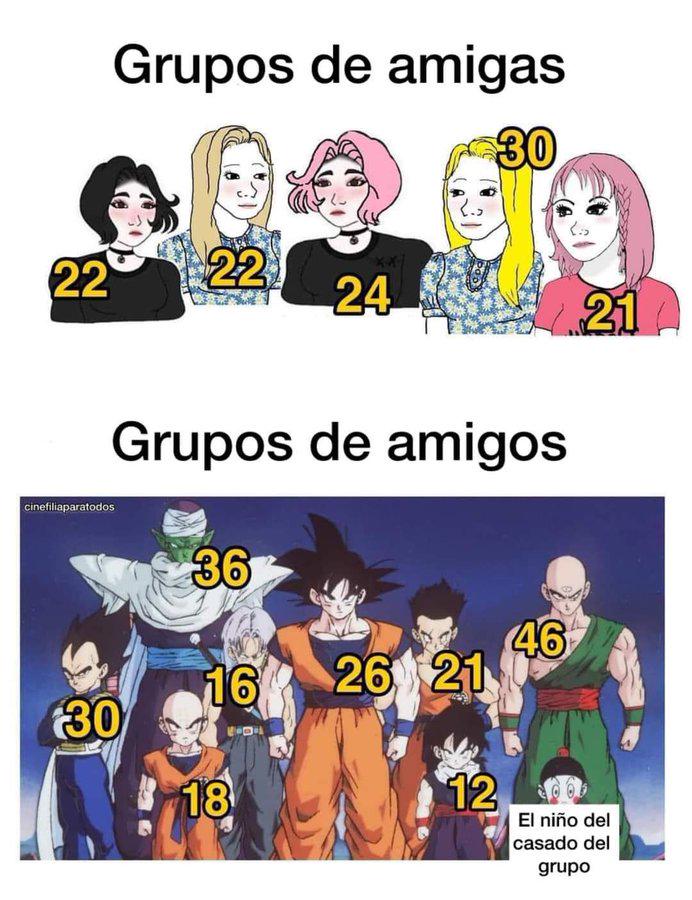 Grupos de amigas
30
22
22
24
21
Grupos de amigos
cinefiliaparatodos
36
46
16
26
21
30
18
12
El niño del
casado del
grupo